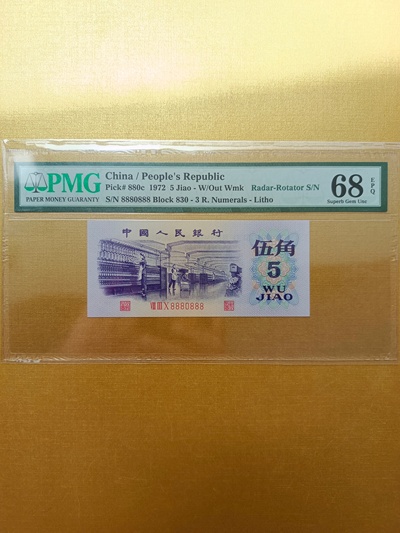 PMG
PAPER MONEY GUARANTY
China / People's Republic
Pick# 880c 1972 5 Jiao - W/Out Wmk Radar-Rotator S/N
S/N 8880888 Block 830 - 3 R. Numerals - Litho
68 EPQ
Superb Gem Unc
中國人民銀行
伍角
5
WU
JIAO
VIII III X 8880888